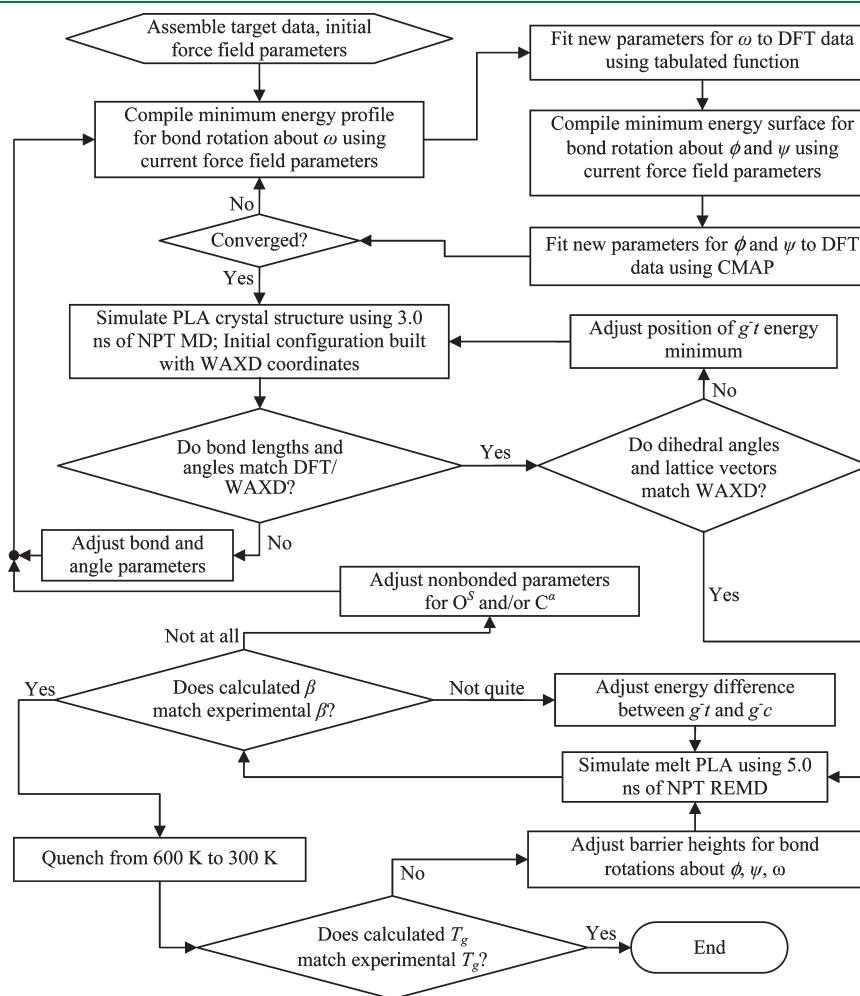 Assemble target data, initial
force field parameters
Fit new parameters for ω to DFT data
using tabulated function
Compile minimum energy profile
for bond rotation about ω using
current force field parameters
Compile minimum energy surface for
bond rotation about ϕ and ψ using
current force field parameters
No
Converged?
Fit new parameters for ϕ and ψ to DFT
data using CMAP
Yes
Simulate PLA crystal structure using 3.0
ns of NPT MD; Initial configuration built
with WAXD coordinates
Adjust position of g⁻t energy
minimum
No
Do bond lengths and
angles match DFT/
WAXD?
Yes
Do dihedral angles
and lattice vectors
match WAXD?
No
Adjust bond and
angle parameters
Yes
Adjust nonbonded parameters
for Oˢ and/or Cᵅ
Not at all
Yes
Does calculated β
match experimental β?
Not quite
Adjust energy difference
between g⁻t and g⁻c
Simulate melt PLA using 5.0
ns of NPT REMD
Quench from 600 K to 300 K
Adjust barrier heights for bond
rotations about ϕ, ψ, ω
No
Does calculated Tg
match experimental Tg?
Yes
End